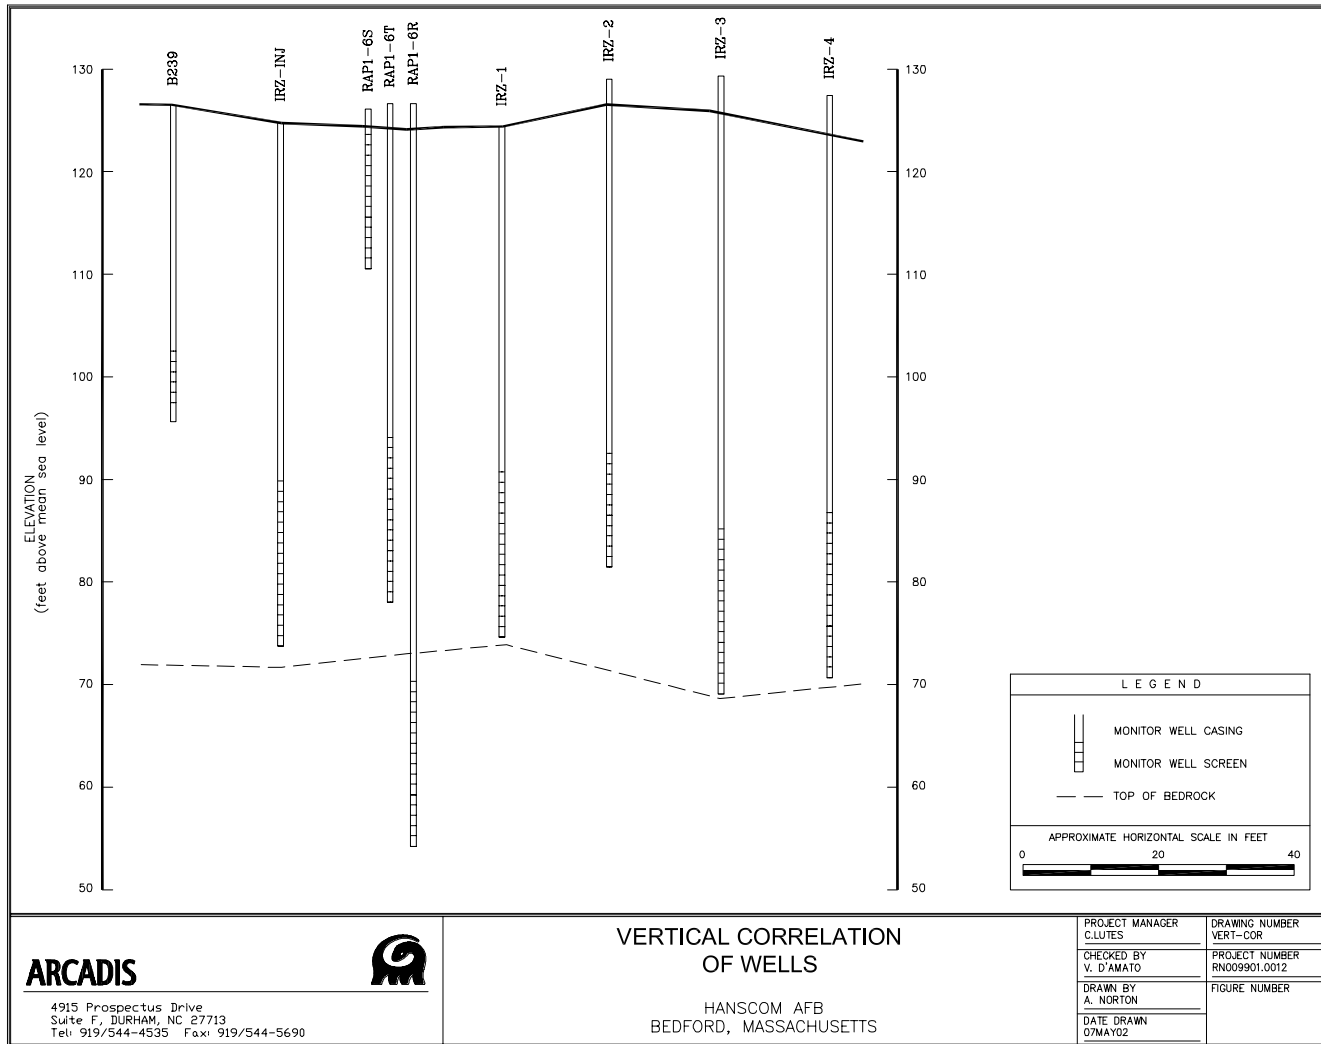 B239
IRZ-INJ
RAP1-6S
RAP1-6T
RAP1-6R
IRZ-1
IRZ-2
IRZ-3
IRZ-4
130
120
110
100
90
80
70
60
50
ELEVATION
(feet above mean sea level)
130
120
110
100
90
80
70
60
50
LEGEND
MONITOR WELL CASING
MONITOR WELL SCREEN
TOP OF BEDROCK
APPROXIMATE HORIZONTAL SCALE IN FEET
0 20 40
ARCADIS
4915 Prospectus Drive
Suite F, DURHAM, NC 27713
Tel: 919/544-4535 Fax: 919/544-5690
VERTICAL CORRELATION
OF WELLS
HANSCOM AFB
BEDFORD, MASSACHUSETTS
PROJECT MANAGER
C.LUTES
DRAWING NUMBER
VERT-COR
CHECKED BY
V. D'AMATO
PROJECT NUMBER
RN009901.0012
DRAWN BY
A. NORTON
FIGURE NUMBER
DATE DRAWN
07MAY02